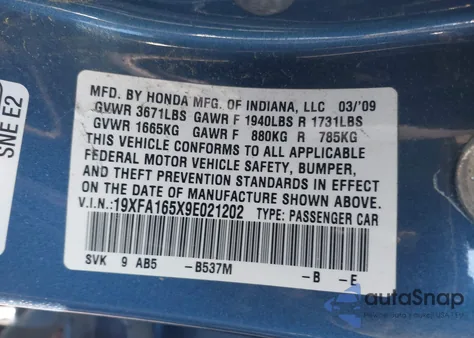 SNE E2
MFD. BY HONDA MFG. OF INDIANA, LLC 03/'09
GVWR 3671LBS GAWR F 1940LBS R 1731LBS
GVWR 1665KG GAWR F 880KG R 785KG
THIS VEHICLE CONFORMS TO ALL APPLICABLE
FEDERAL MOTOR VEHICLE SAFETY, BUMPER,
AND THEFT PREVENTION STANDARDS IN EFFECT
ON THE DATE OF MANUFACTURE SHOWN ABOVE.
V.I.N.:19XFA165X9E021202 TYPE: PASSENGER CAR
SVK 9 AB5 -B537M -B -E
autoSnap